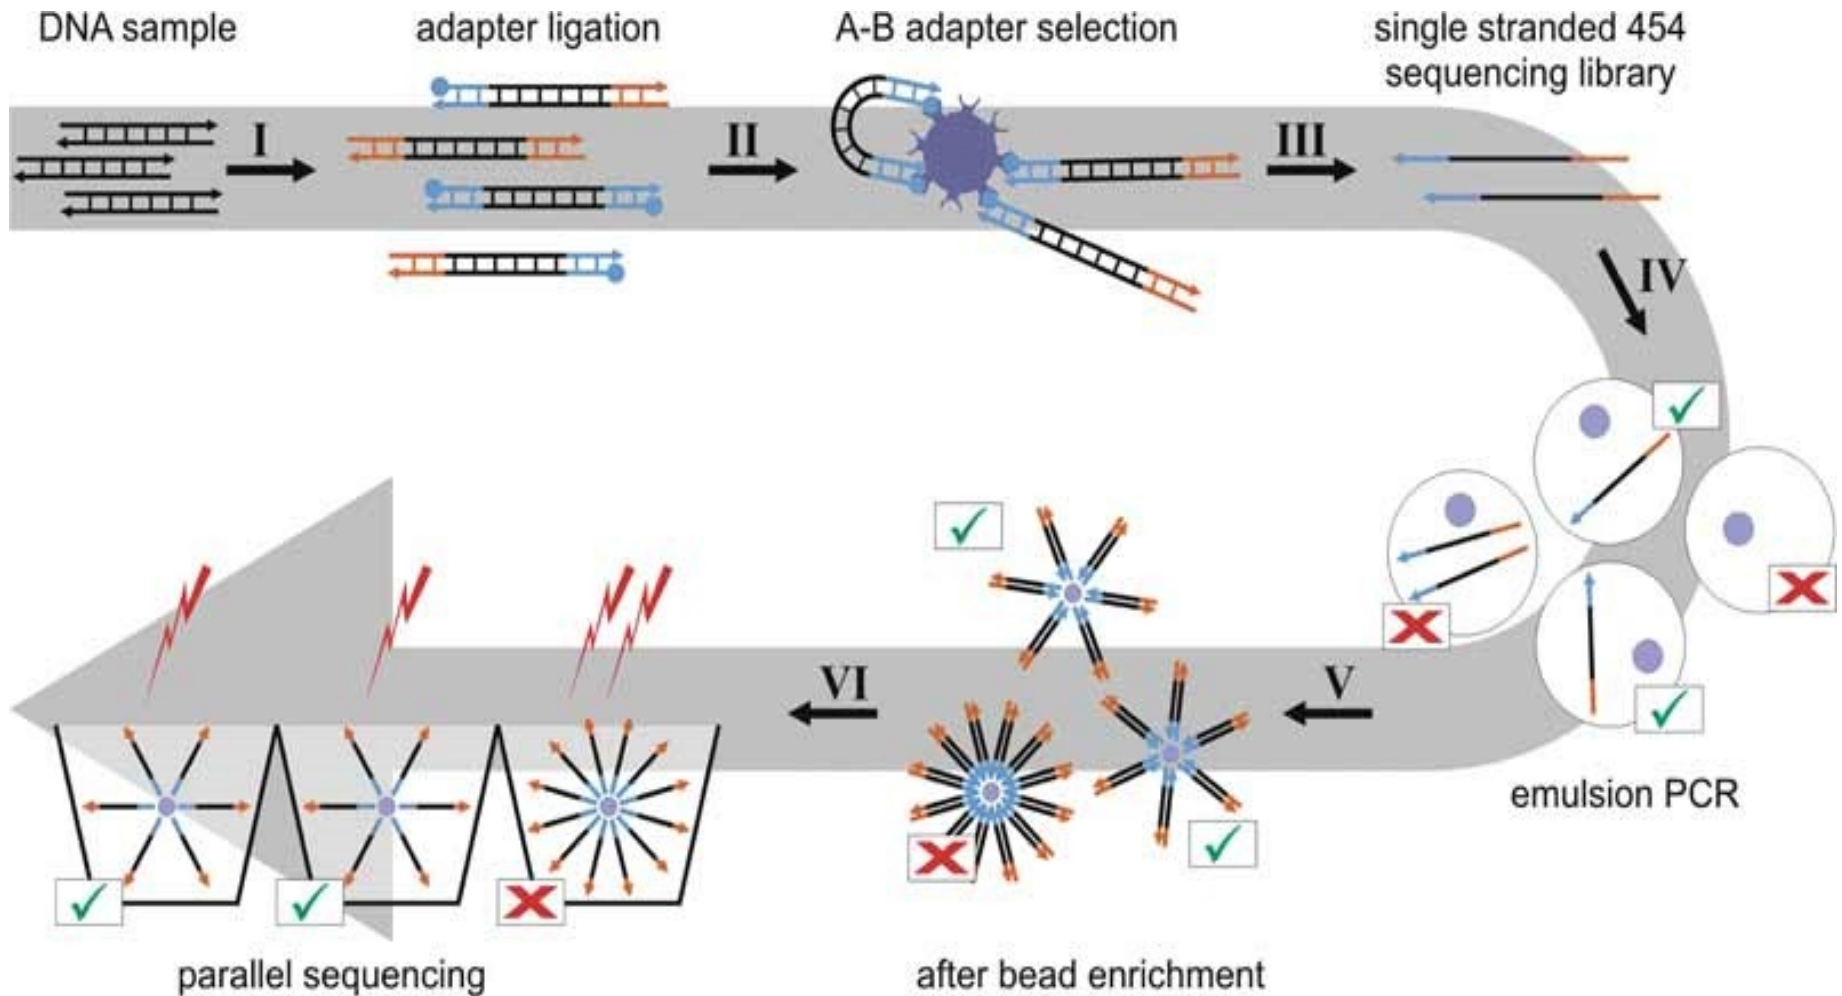 DNA sample
adapter ligation
A-B adapter selection
single stranded 454
sequencing library
I
II
III
IV
emulsion PCR
V
after bead enrichment
VI
parallel sequencing